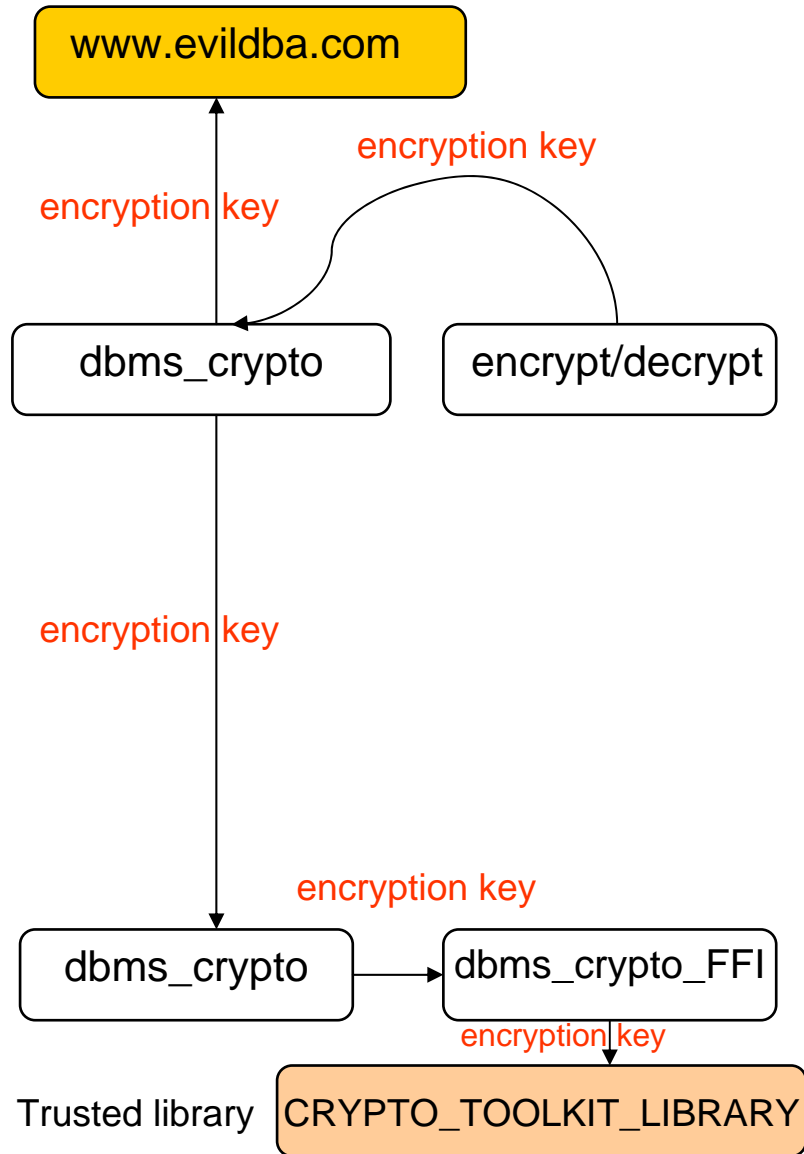 www.evildba.com
encryption key
encryption key
dbms_crypto
encrypt/decrypt
encryption key
encryption key
dbms_crypto
dbms_crypto_FFI
encryption key
Trusted library
CRYPTO_TOOLKIT_LIBRARY